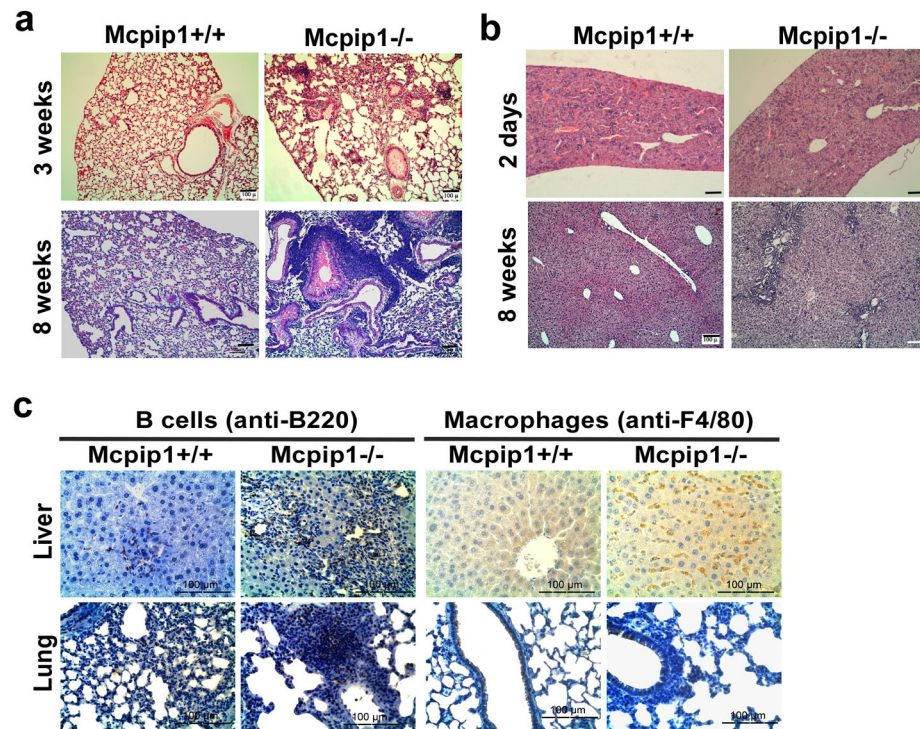 a
Mcpip1+/+ Mcpip1-/-
3 weeks
100 μ
100 μ
8 weeks
b
Mcpip1+/+ Mcpip1-/-
2 days
8 weeks
100 μ
c
B cells (anti-B220) Macrophages (anti-F4/80)
Mcpip1+/+ Mcpip1-/- Mcpip1+/+ Mcpip1-/-
Liver
100 μm 100 μm 100 μm 100 μm
Lung
100 μm 100 μm 100 μm 100 μm